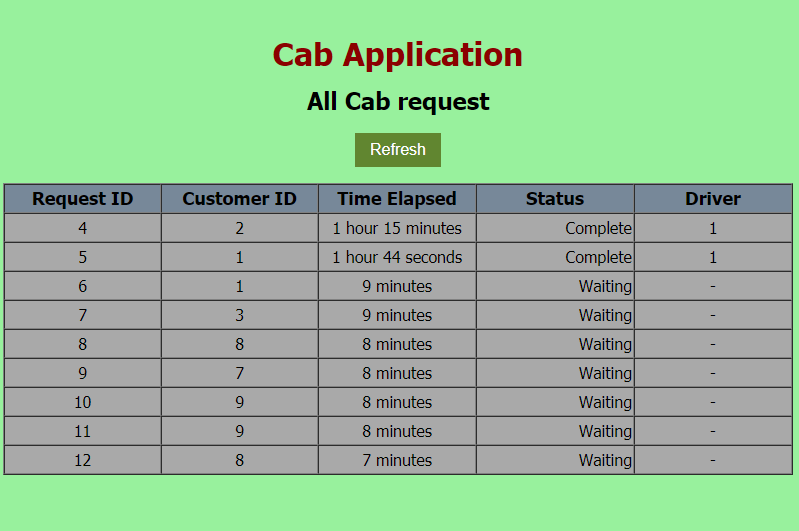 Cab Application
All Cab request
Refresh
Request ID Customer ID Time Elapsed Status Driver
4 2 1 hour 15 minutes Complete 1
5 1 1 hour 44 seconds Complete 1
6 1 9 minutes Waiting -
7 3 9 minutes Waiting -
8 8 8 minutes Waiting -
9 7 8 minutes Waiting -
10 9 8 minutes Waiting -
11 9 8 minutes Waiting -
12 8 7 minutes Waiting -